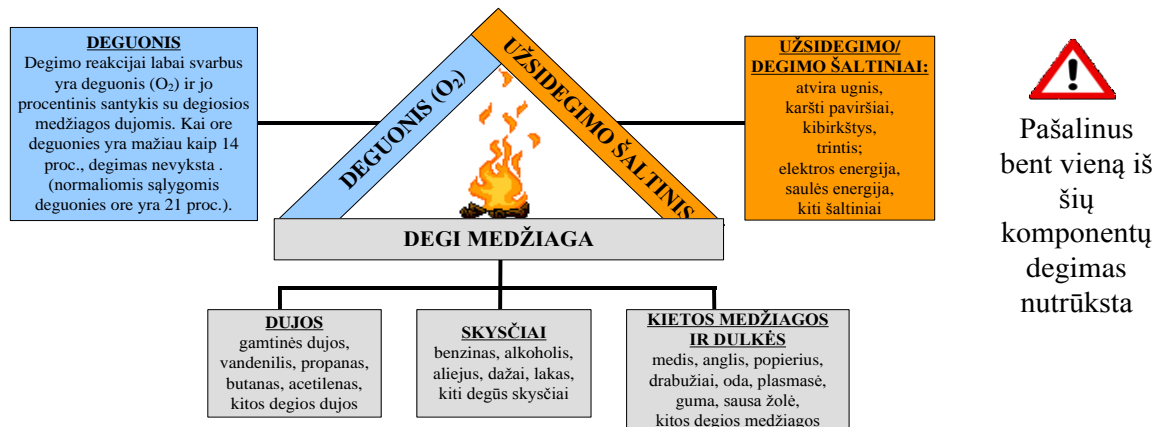 DEGUONIS
Degimo reakcijai labai svarbus
yra deguonis (O₂) ir jo
procentinis santykis su degiosios
medžiagos dujomis. Kai ore
deguonies yra mažiau kaip 14
proc., degimas nevyksta .
(normaliomis sąlygomis
deguonies ore yra 21 proc.).
DEGUONIS (O₂)
UŽSIDEGIMO ŠALTINIS
DEGI MEDŽIAGA
UŽSIDEGIMO/
DEGIMO ŠALTINIAI:
atvira ugnis,
karšti paviršiai,
kibirkštys,
trintis;
elektros energija,
saulės energija,
kiti šaltiniai
!
Pašalinus
bent vieną iš
šių
komponentų
degimas
nutrūksta
DUJOS
gamtinės dujos,
vandenilis, propanas,
butanas, acetilenas,
kitos degios dujos
SKYSČIAI
benzinas, alkoholis,
aliejus, dažai, lakas,
kiti degūs skysčiai
KIETOS MEDŽIAGOS
IR DULKĖS
medis, anglis, popierius,
drabužiai, oda, plasmasė,
guma, sausa žolė,
kitos degios medžiagos